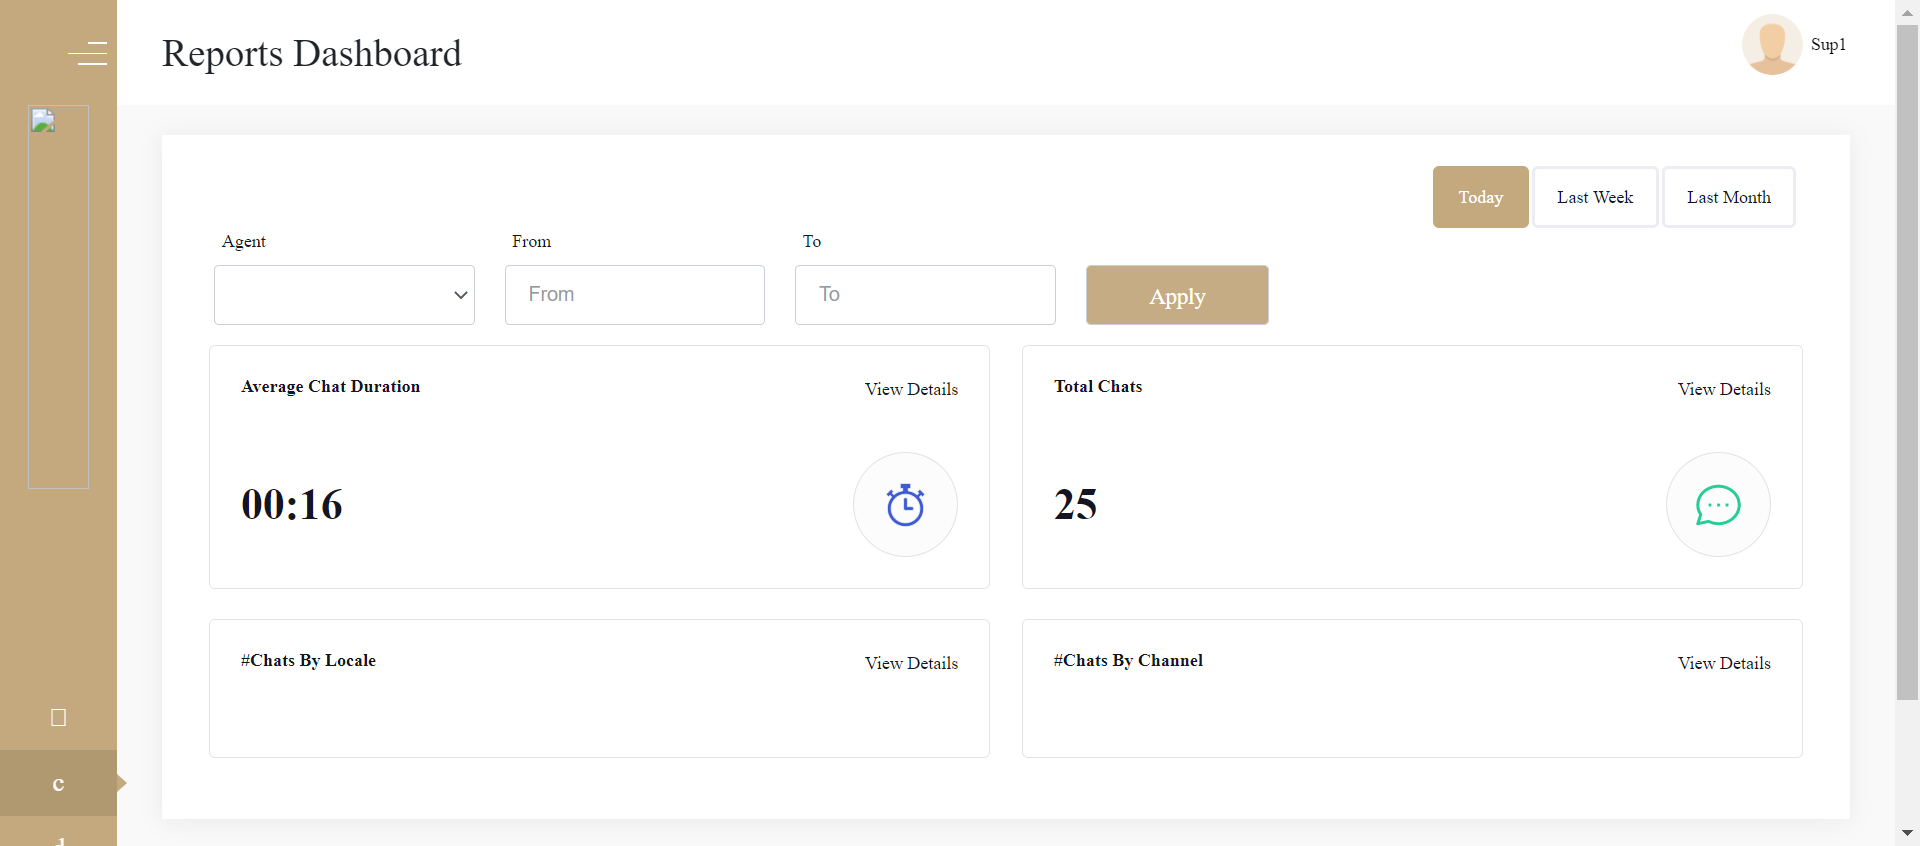 Reports Dashboard
Sup1
Today
Last Week
Last Month
Agent
From
To
From
To
Apply
Average Chat Duration
View Details
00:16
Total Chats
View Details
25
#Chats By Locale
View Details
#Chats By Channel
View Details
c